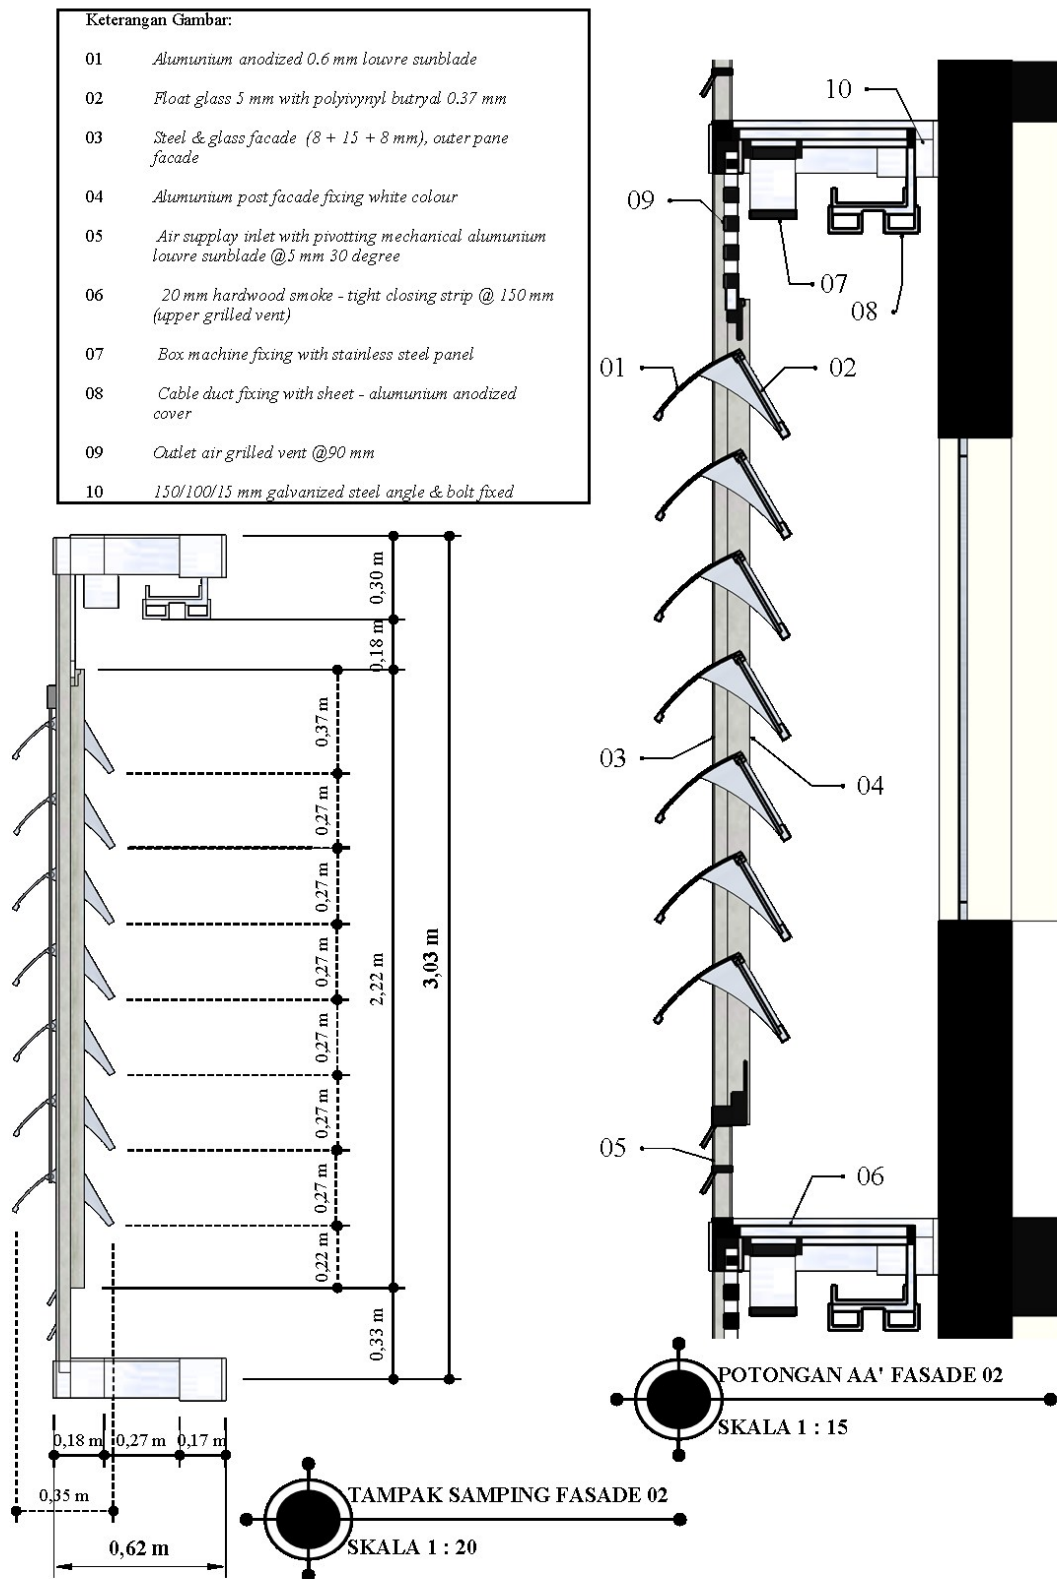 Keterangan Gambar:
01 Alumunium anodized 0.6 mm louvre sunblade
02 Float glass 5 mm with polyivynyl butryal 0.37 mm
03 Steel & glass facade (8 + 15 + 8 mm), outer pane
facade
04 Alumunium post facade fixing white colour
05 Air supplay inlet with pivotting mechanical alumunium
louvre sunblade @5 mm 30 degree
06 20 mm hardwood smoke - tight closing strip @ 150 mm
(upper grilled vent)
07 Box machine fixing with stainless steel panel
08 Cable duct fixing with sheet - alumunium anodized
cover
09 Outlet air grilled vent @90 mm
10 150/100/15 mm galvanized steel angle & bolt fixed
0,30 m
0,18 m
0,37 m
0,27 m
0,27 m
0,27 m
0,27 m
0,27 m
0,27 m
0,22 m
2,22 m
3,03 m
0,33 m
0,18 m
0,27 m
0,17 m
0,35 m
0,62 m
TAMPAK SAMPING FASADE 02
SKALA 1 : 20
10
09
07
08
01
02
03
04
05
06
POTONGAN AA' FASADE 02
SKALA 1 : 15